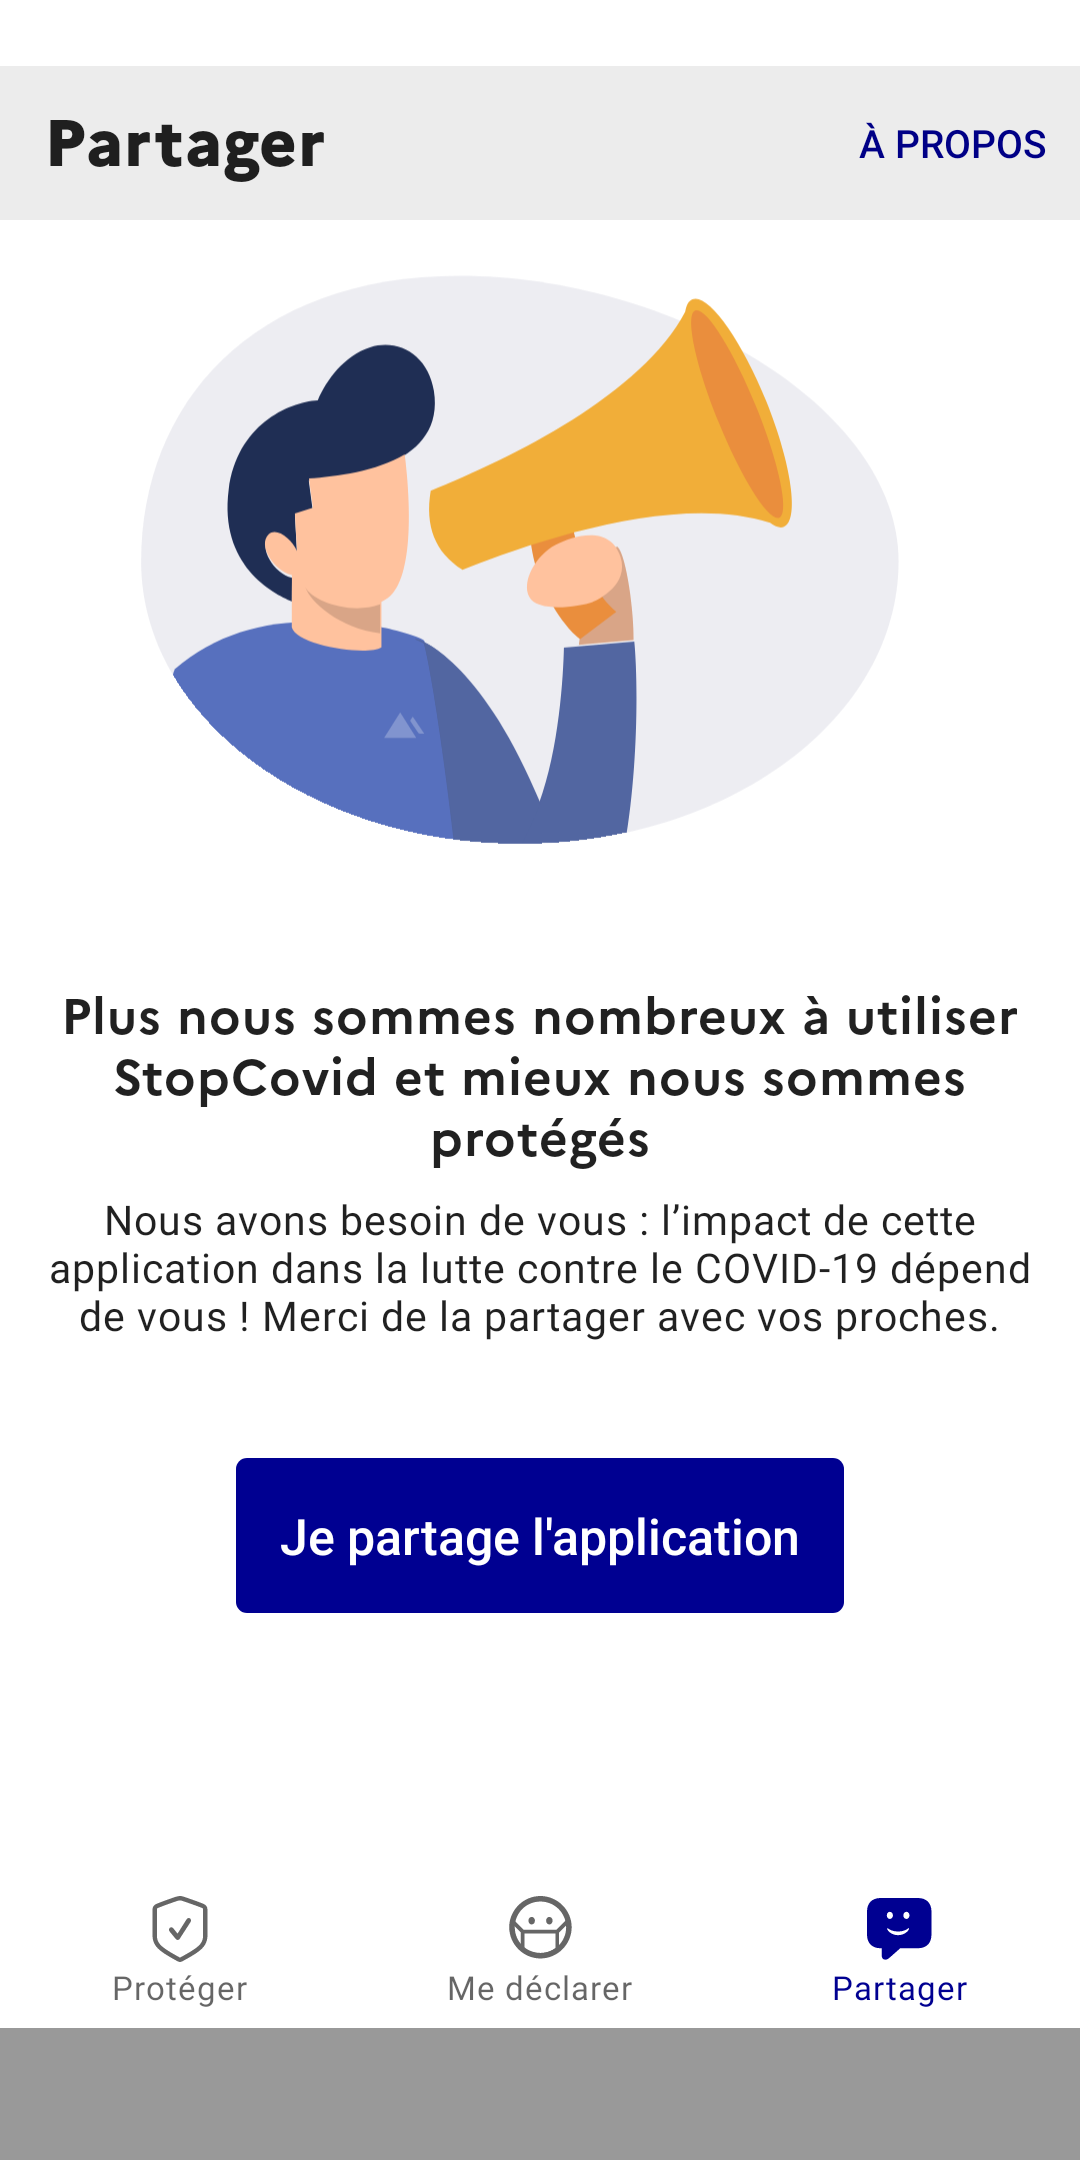 Partager
À PROPOS
Plus nous sommes nombreux à utiliser
StopCovid et mieux nous sommes
protégés
Nous avons besoin de vous : l’impact de cette
application dans la lutte contre le COVID-19 dépend
de vous ! Merci de la partager avec vos proches.
Je partage l'application
Protéger
Me déclarer
Partager